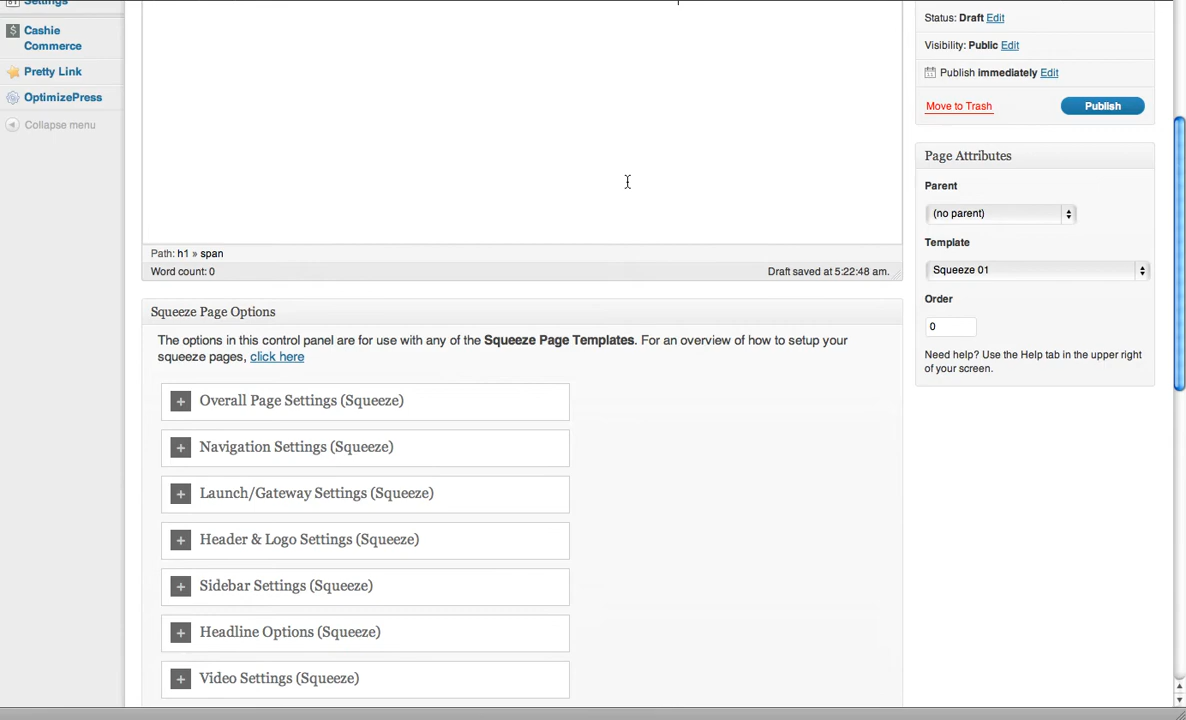 Settings
Cashie
Commerce
Pretty Link
OptimizePress
Collapse menu
Path: h1 » span
Word count: 0
Draft saved at 5:22:48 am.
Squeeze Page Options
The options in this control panel are for use with any of the Squeeze Page Templates. For an overview of how to setup your
squeeze pages, click here
+ Overall Page Settings (Squeeze)
+ Navigation Settings (Squeeze)
+ Launch/Gateway Settings (Squeeze)
+ Header & Logo Settings (Squeeze)
+ Sidebar Settings (Squeeze)
+ Headline Options (Squeeze)
+ Video Settings (Squeeze)
Status: Draft Edit
Visibility: Public Edit
Publish immediately Edit
Move to Trash
Publish
Page Attributes
Parent
(no parent)
Template
Squeeze 01
Order
0
Need help? Use the Help tab in the upper right
of your screen.